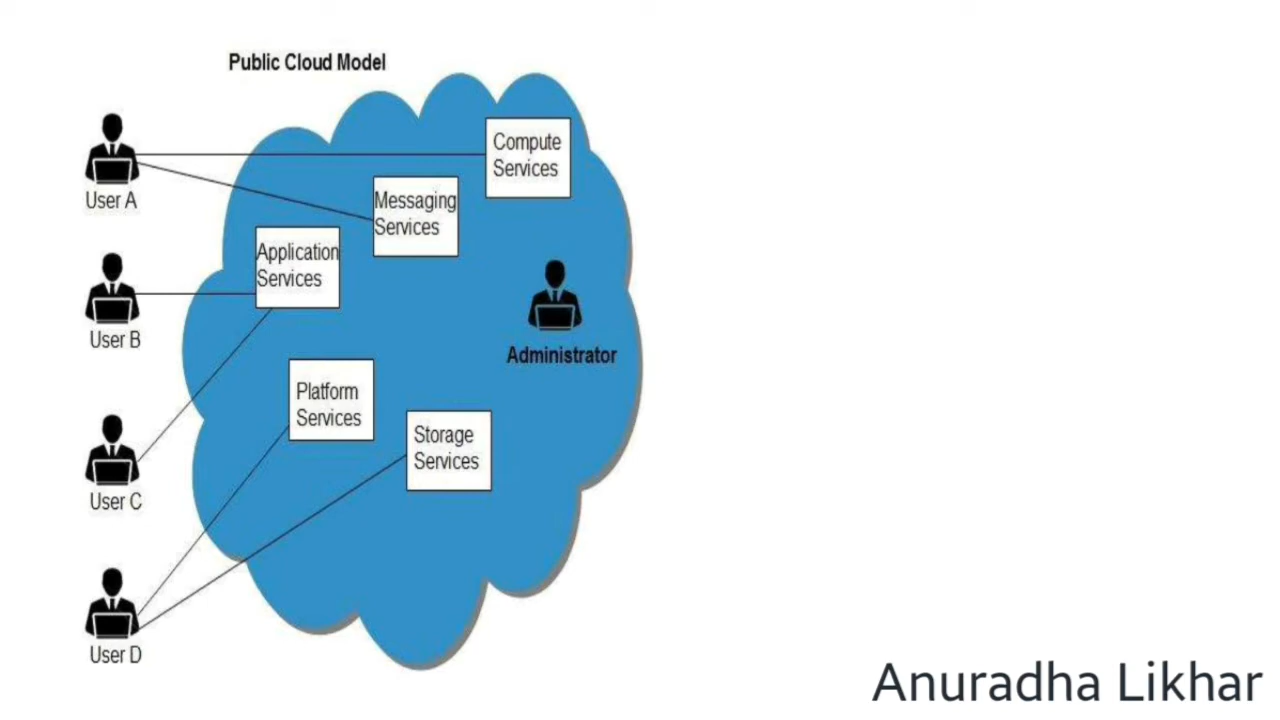 Public Cloud Model
Compute
Services
User A
Messaging
Services
Application
Services
User B
Administrator
Platform
Services
Storage
Services
User C
User D
Anuradha Likhar